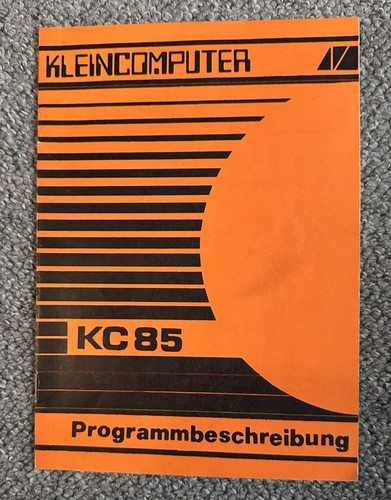 KLEINCOMPUTER
KC 85
Programmbeschreibung